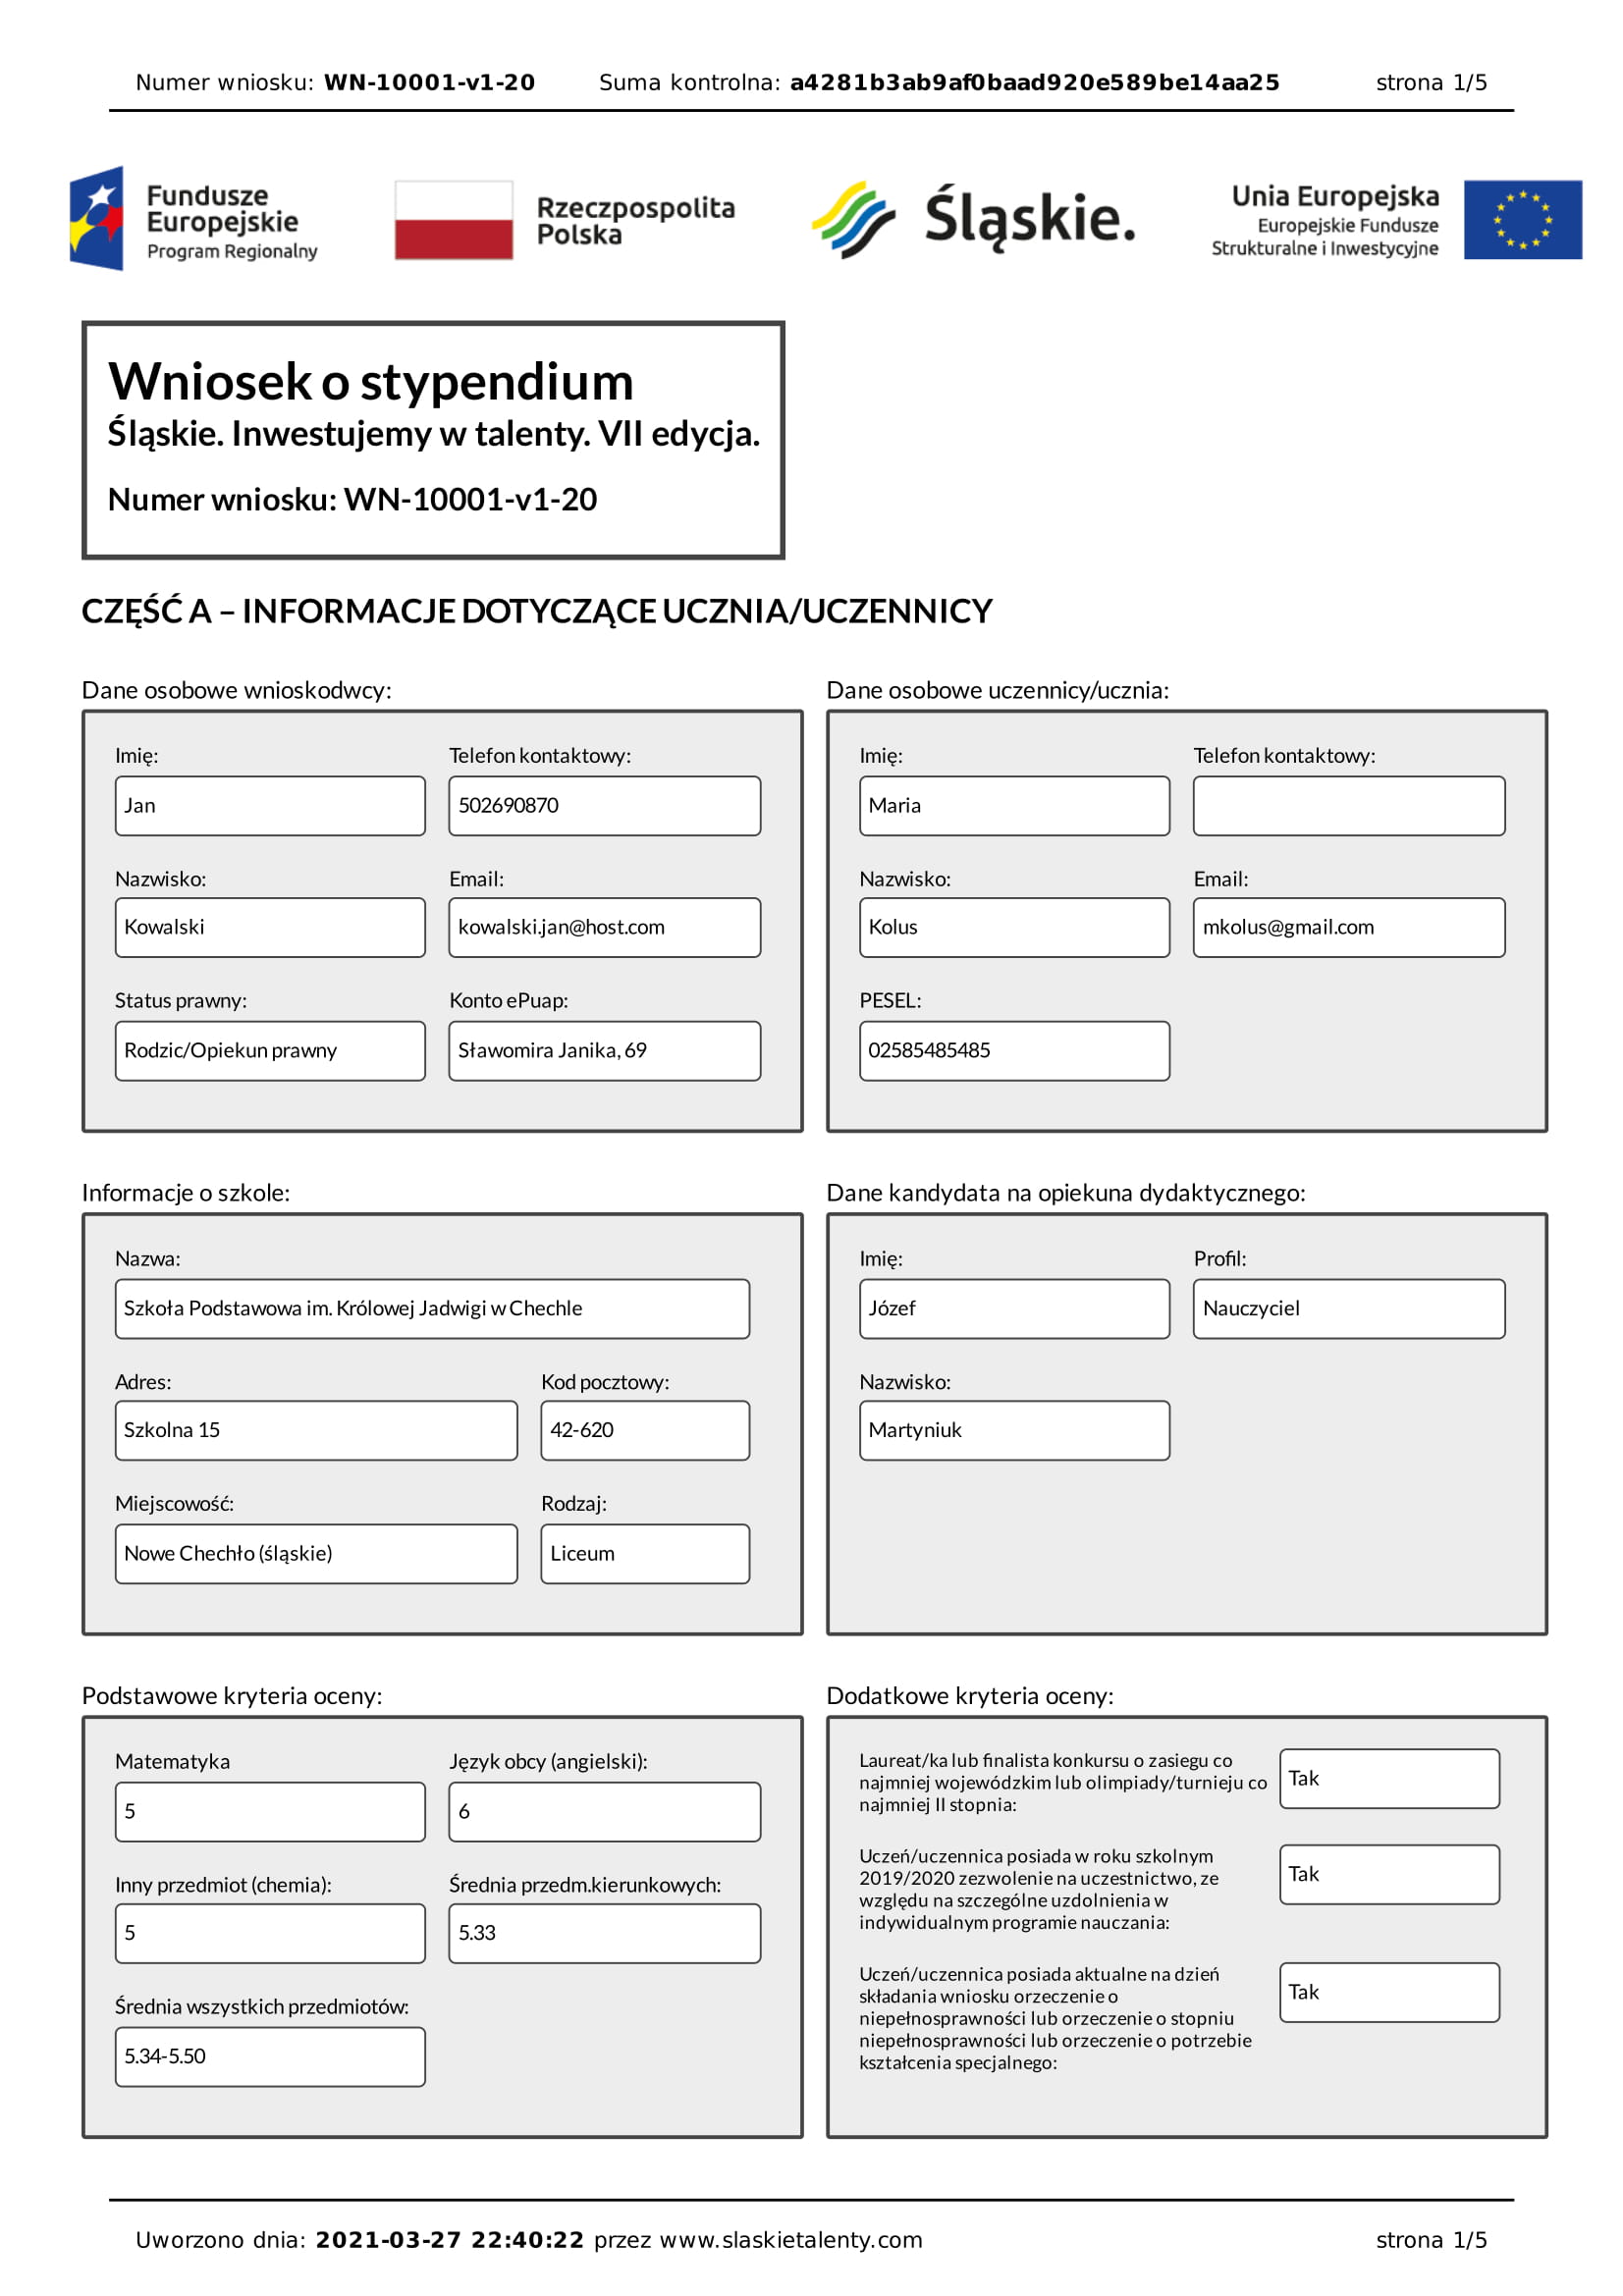 Numer wniosku: WN-10001-v1-20 Suma kontrolna: a4281b3ab9af0baad920e589be14aa25 strona 1/5
Fundusze
Europejskie
Program Regionalny
Rzeczpospolita
Polska
Śląskie.
Unia Europejska
Europejskie Fundusze
Strukturalne i Inwestycyjne
Wniosek o stypendium
Śląskie. Inwestujemy w talenty. VII edycja.
Numer wniosku: WN-10001-v1-20
CZĘŚĆ A – INFORMACJE DOTYCZĄCE UCZNIA/UCZENNICY
Dane osobowe wnioskodwcy:
Imię: Telefon kontaktowy:
Jan 502690870
Nazwisko: Email:
Kowalski kowalski.jan@host.com
Status prawny: Konto ePuap:
Rodzic/Opiekun prawny Sławomira Janika, 69
Dane osobowe uczennicy/ucznia:
Imię: Telefon kontaktowy:
Maria
Nazwisko: Email:
Kolus mkolus@gmail.com
PESEL:
02585485485
Informacje o szkole:
Nazwa:
Szkoła Podstawowa im. Królowej Jadwigi w Chechle
Adres: Kod pocztowy:
Szkolna 15 42-620
Miejscowość: Rodzaj:
Nowe Chechło (śląskie) Liceum
Dane kandydata na opiekuna dydaktycznego:
Imię: Profil:
Józef Nauczyciel
Nazwisko:
Martyniuk
Podstawowe kryteria oceny:
Matematyka Język obcy (angielski):
5 6
Inny przedmiot (chemia): Średnia przedm.kierunkowych:
5 5.33
Średnia wszystkich przedmiotów:
5.34-5.50
Dodatkowe kryteria oceny:
Laureat/ka lub finalista konkursu o zasiegu co
najmniej wojewódzkim lub olimpiady/turnieju co
najmniej II stopnia:
Tak
Uczeń/uczennica posiada w roku szkolnym
2019/2020 zezwolenie na uczestnictwo, ze
względu na szczególne uzdolnienia w
indywidualnym programie nauczania:
Tak
Uczeń/uczennica posiada aktualne na dzień
składania wniosku orzeczenie o
niepełnosprawności lub orzeczenie o stopniu
niepełnosprawności lub orzeczenie o potrzebie
kształcenia specjalnego:
Tak
Uworzono dnia: 2021-03-27 22:40:22 przez www.slaskietalenty.com strona 1/5